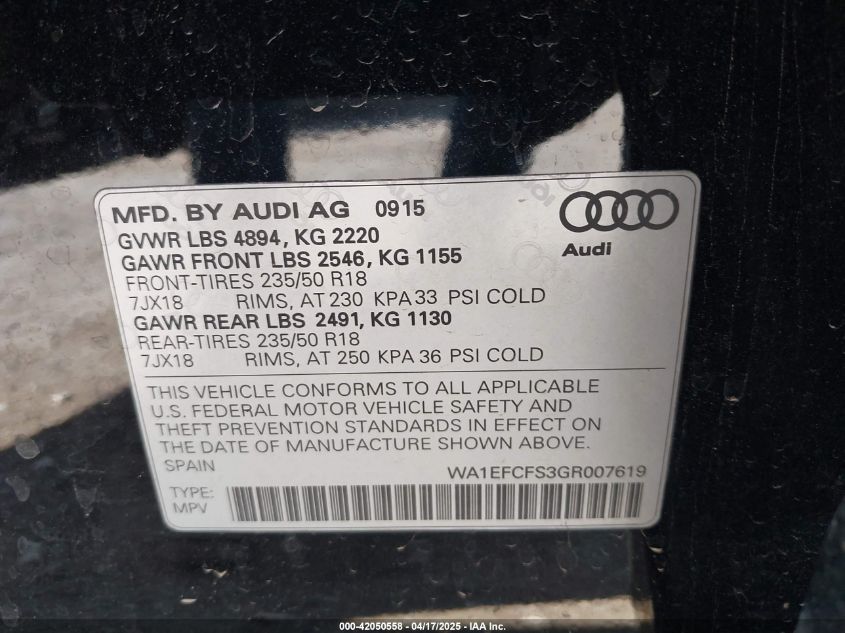 MFD. BY AUDI AG 0915
GVWR LBS 4894, KG 2220
GAWR FRONT LBS 2546, KG 1155
FRONT-TIRES 235/50 R18
7JX18 RIMS, AT 230 KPA 33 PSI COLD
GAWR REAR LBS 2491, KG 1130
REAR-TIRES 235/50 R18
7JX18 RIMS, AT 250 KPA 36 PSI COLD
Audi
THIS VEHICLE CONFORMS TO ALL APPLICABLE
U.S. FEDERAL MOTOR VEHICLE SAFETY AND
THEFT PREVENTION STANDARDS IN EFFECT ON
THE DATE OF MANUFACTURE SHOWN ABOVE.
SPAIN WA1EFCFS3GR007619
TYPE:
MPV
000-42050558 - 04/17/2025 - IAA Inc.